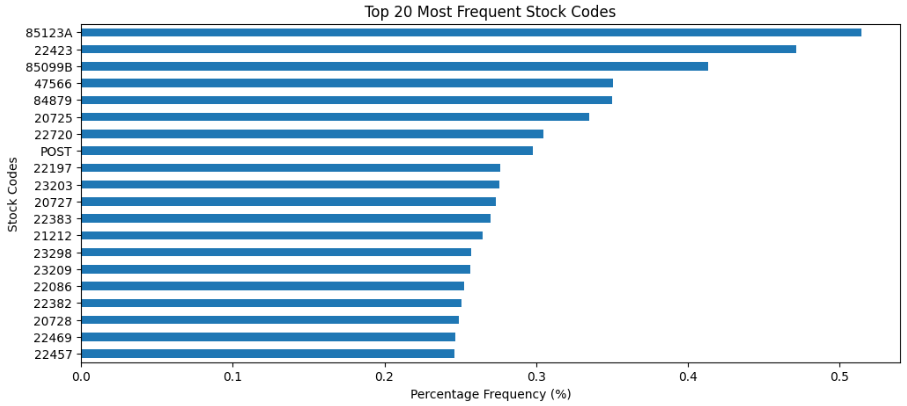 Top 20 Most Frequent Stock Codes
Stock Codes
85123A
22423
85099B
47566
84879
20725
22720
POST
22197
23203
20727
22383
21212
23298
23209
22086
22382
20728
22469
22457
0.0 0.1 0.2 0.3 0.4 0.5
Percentage Frequency (%)